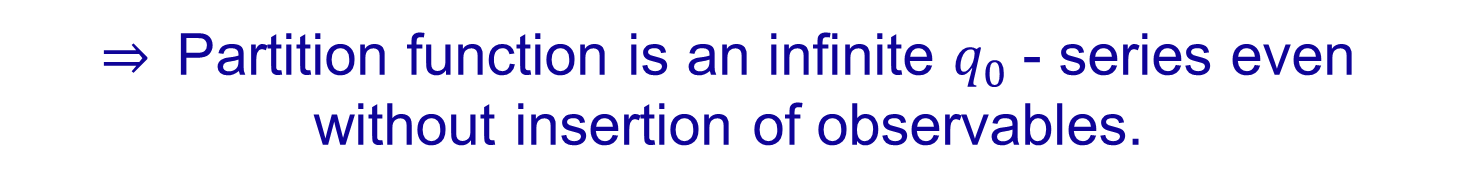 ⇒ Partition function is an infinite q₀ - series even
without insertion of observables.